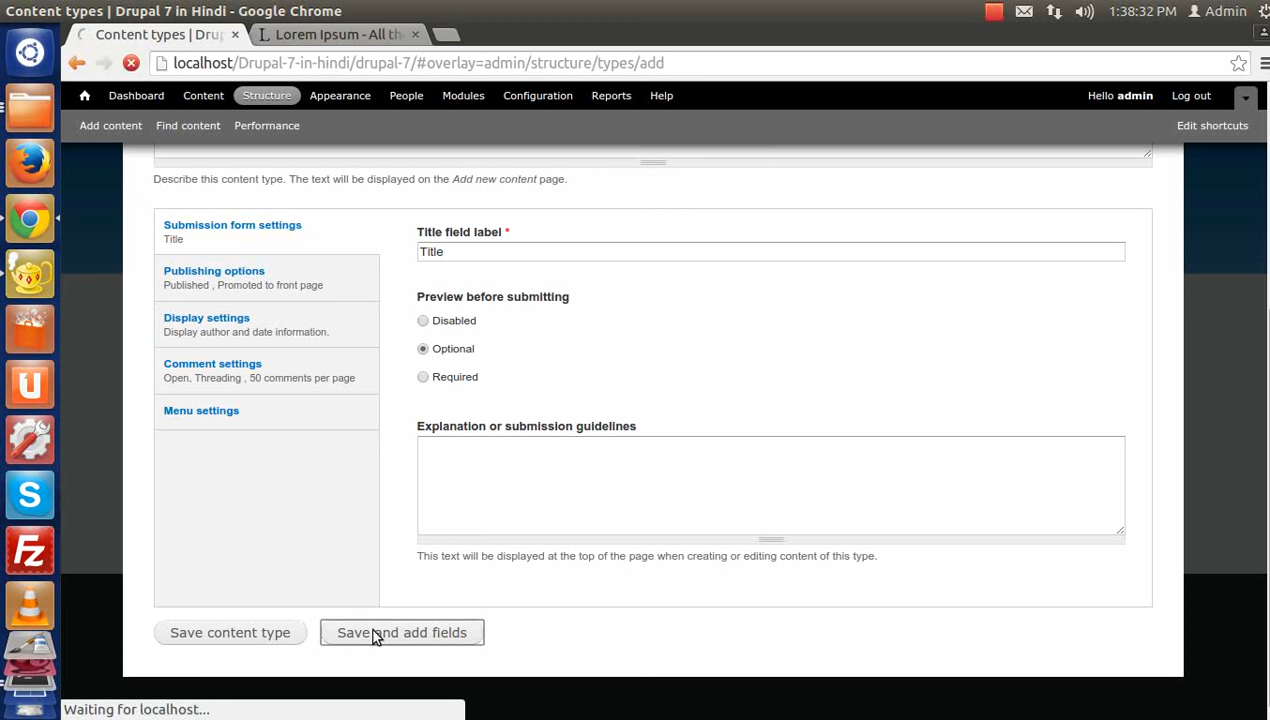 Content types | Drupal 7 in Hindi - Google Chrome
1:38:32 PM
Admin
Content types | Dru
Lorem Ipsum - All the
localhost/Drupal-7-in-hindi/drupal-7/#overlay=admin/structure/types/add
Dashboard
Content
Structure
Appearance
People
Modules
Configuration
Reports
Help
Hello admin
Log out
Add content
Find content
Performance
Edit shortcuts
Describe this content type. The text will be displayed on the Add new content page.
Submission form settings
Title
Publishing options
Published , Promoted to front page
Display settings
Display author and date information.
Comment settings
Open, Threading , 50 comments per page
Menu settings
Title field label *
Title
Preview before submitting
Disabled
Optional
Required
Explanation or submission guidelines
This text will be displayed at the top of the page when creating or editing content of this type.
Save content type
Save and add fields
Waiting for localhost...